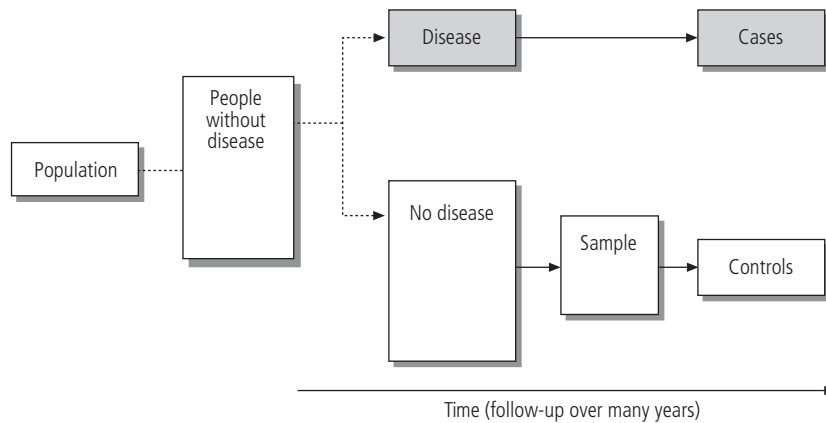 Population
People
without
disease
Disease
Cases
No disease
Sample
Controls
Time (follow-up over many years)